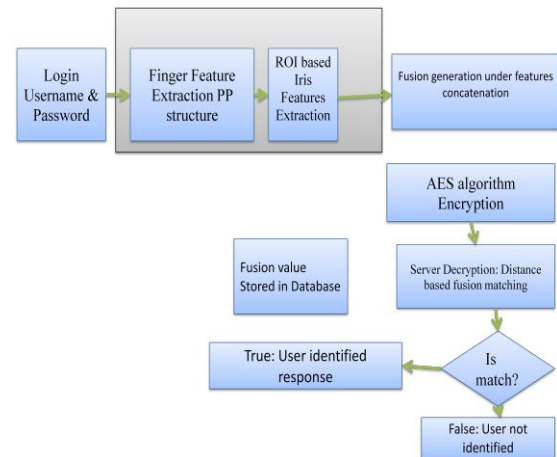 Login
Username &
Password
Finger Feature
Extraction PP
structure
ROI based
Iris
Features
Extraction
Fusion generation under features
concatenation
AES algorithm
Encryption
Server Decryption: Distance
based fusion matching
Fusion value
Stored in Database
Is
match?
True: User identified
response
False: User not
identified